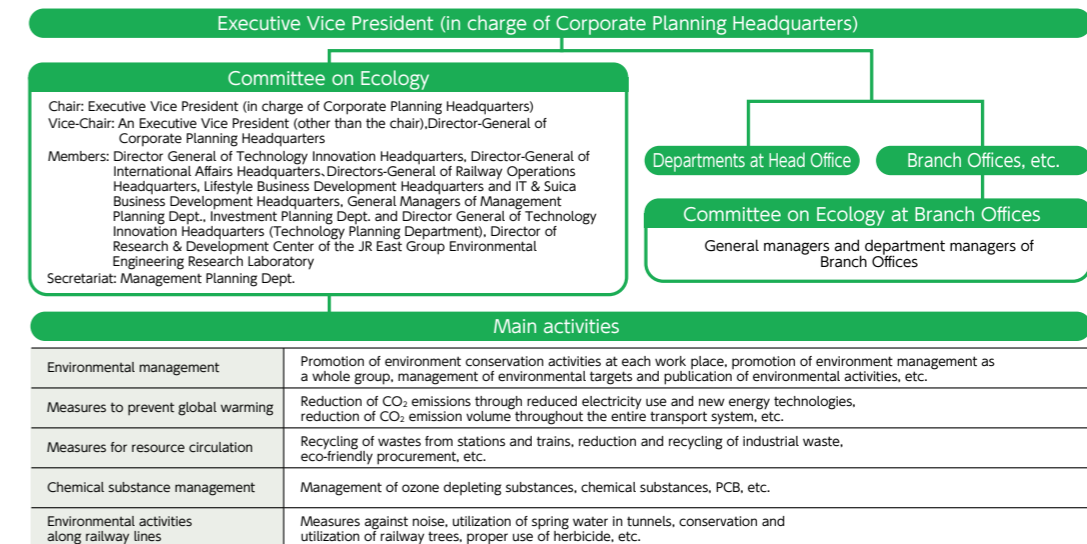 Executive Vice President (in charge of Corporate Planning Headquarters)
Committee on Ecology
Chair: Executive Vice President (in charge of Corporate Planning Headquarters)
Vice-Chair: An Executive Vice President (other than the chair),Director-General of
Corporate Planning Headquarters
Members: Director General of Technology Innovation Headquarters, Director-General of
International Affairs Headquarters、Directors-General of Railway Operations
Headquarters, Lifestyle Business Development Headquarters and IT & Suica
Business Development Headquarters, General Managers of Management
Planning Dept., Investment Planning Dept. and Director General of Technology
Innovation Headquarters (Technology Planning Department), Director of
Research & Development Center of the JR East Group Environmental
Engineering Research Laboratory
Secretariat: Management Planning Dept.
Departments at Head Office
Branch Offices, etc.
Committee on Ecology at Branch Offices
General managers and department managers of
Branch Offices
Main activities
Environmental management
Promotion of environment conservation activities at each work place, promotion of environment management as
a whole group, management of environmental targets and publication of environmental activities, etc.
Measures to prevent global warming
Reduction of CO₂ emissions through reduced electricity use and new energy technologies,
reduction of CO₂ emission volume throughout the entire transport system, etc.
Measures for resource circulation
Recycling of wastes from stations and trains, reduction and recycling of industrial waste,
eco-friendly procurement, etc.
Chemical substance management
Management of ozone depleting substances, chemical substances, PCB, etc.
Environmental activities
along railway lines
Measures against noise, utilization of spring water in tunnels, conservation and
utilization of railway trees, proper use of herbicide, etc.